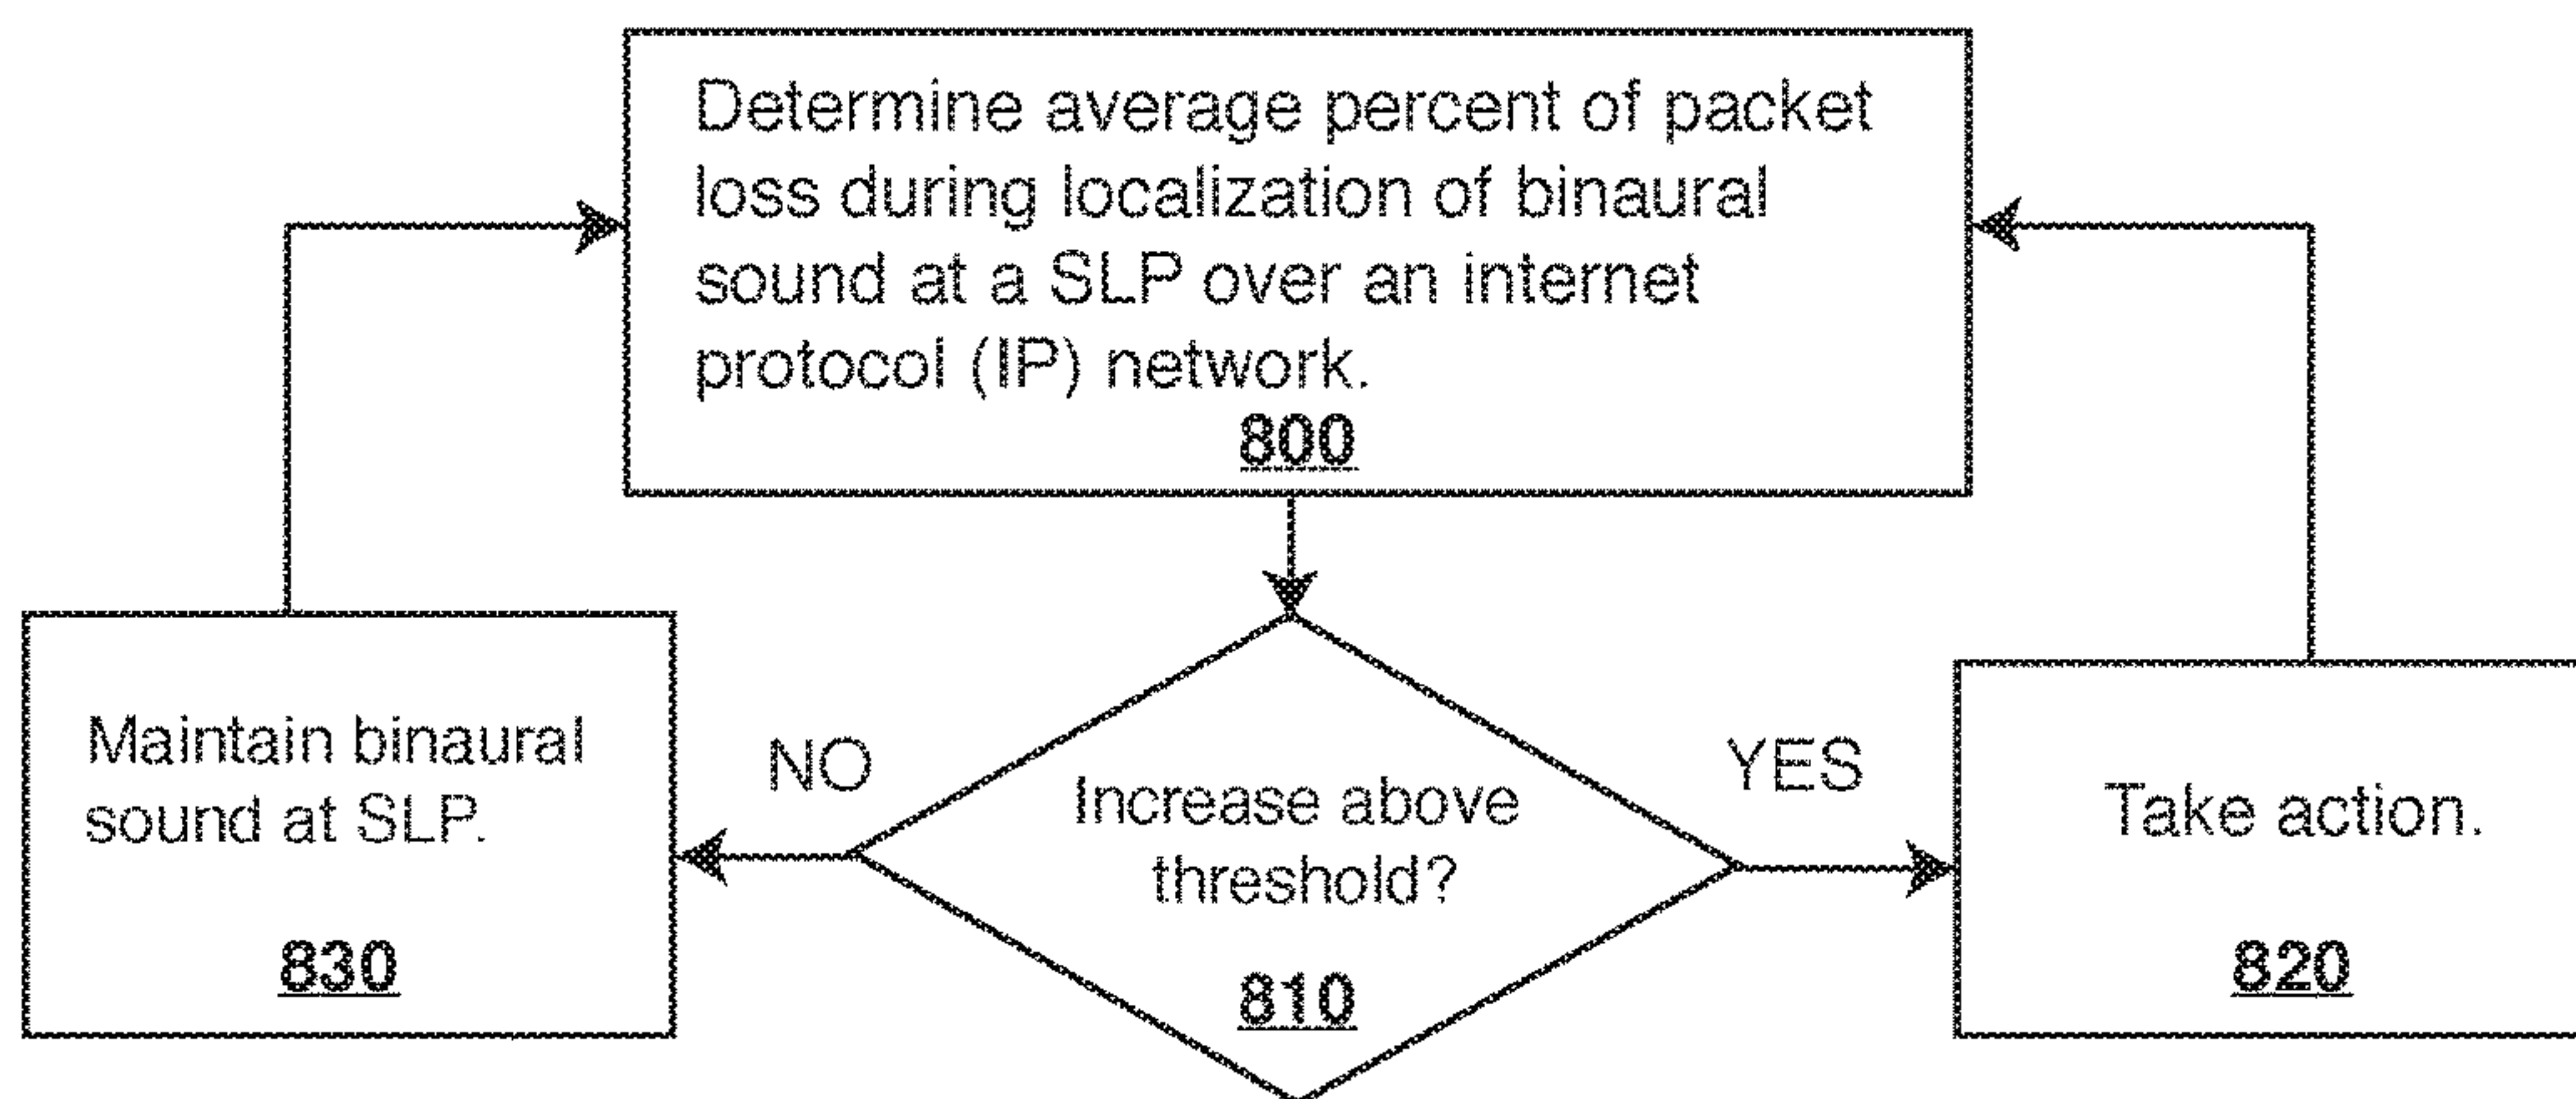 Determine average percent of packet
loss during localization of binaural
sound at a SLP over an internet
protocol (IP) network.
800
Maintain binaural
sound at SLP.
830
NO
Increase above
threshold?
810
YES
Take action.
820